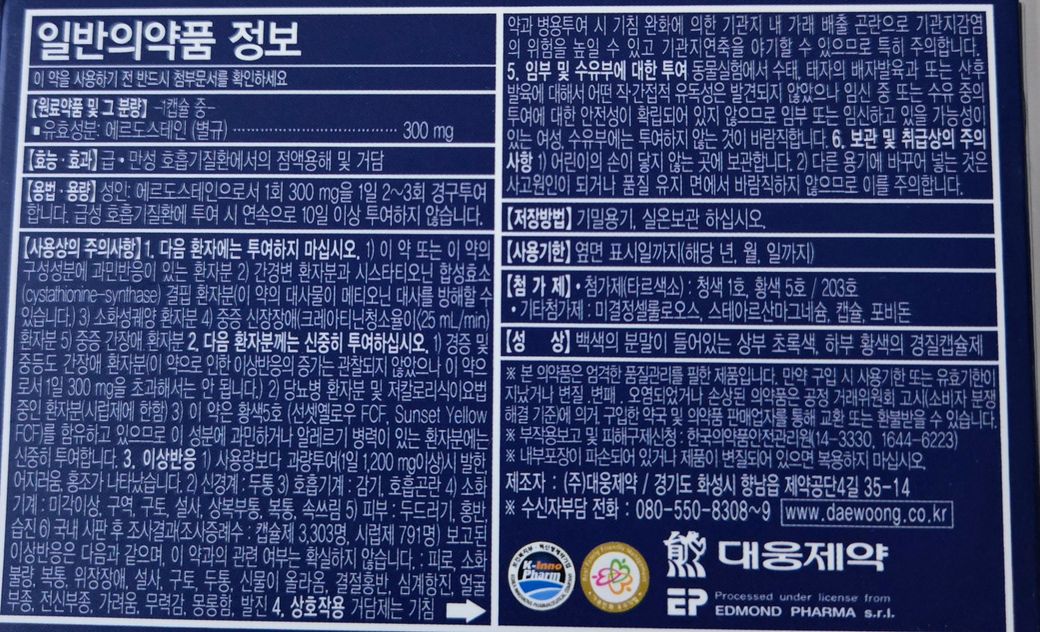 일반의약품 정보
이 약을 사용하기 전 반드시 첨부문서를 확인하세요
【원료약품 및 그 분량】 -1캡슐 중-
■ 유효성분: 에르도스테인 (별규) 300 mg
【효능·효과】 급·만성 호흡기질환에서의 점액용해 및 거담
【용법·용량】 성인: 에르도스테인으로서 1회 300 mg을 1일 2~3회 경구투여
합니다. 급성 호흡기질환에 투여 시 연속으로 10일 이상 투여하지 않습니다.
【사용상의 주의사항】 1. 다음 환자에는 투여하지 마십시오. 1) 이 약 또는 이 약의
구성성분에 과민반응이 있는 환자분 2) 간경변 환자분과 시스타티오닌 합성효소
(cystathionine-synthase) 결핍 환자분(이 약의 대사물이 메티오닌 대사를 방해할 수
있습니다.) 3) 소화성궤양 환자분 4) 중증 신장장애(크레아티닌청소율이〈25 mL/min)
환자분 5) 중증 간장애 환자분 2. 다음 환자분께는 신중히 투여하십시오. 1) 경증 및
중등도 간장애 환자분(이 약으로 인한 이상반응의 증가는 관찰되지 않았으나 이 약으
로서 1일 300 mg을 초과해서는 안 됩니다.) 2) 당뇨병 환자분 및 저칼로리식이요법
중인 환자분(시럽제에 한함) 3) 이 약은 황색5호 (선셋옐로우 FCF, Sunset Yellow
FCF)를 함유하고 있으므로 이 성분에 과민하거나 알레르기 병력이 있는 환자분에는
신중히 투여합니다. 3. 이상반응 1) 사용량보다 과량투여(1일 1,200 mg이상)시 발한,
어지러움, 홍조가 나타났습니다. 2) 신경계 : 두통 3) 호흡기계 : 감기, 호흡곤란 4) 소화
기계 : 미각이상, 구역, 구토, 설사, 상복부통, 복통, 속쓰림 5) 피부 : 두드러기, 홍반,
습진 6) 국내 시판 후 조사결과(조사증례수 : 캡슐제 3,303명, 시럽제 791명) 보고된
이상반응은 다음과 같으며, 이 약과의 관련 여부는 확실하지 않습니다. : 피로, 소화
불량, 복통, 위장장애, 설사, 구토, 두통, 신물이 올라옴, 결절홍반, 심계항진, 얼굴
부종, 전신부종, 가려움, 무력감, 몽롱함, 발진 4. 상호작용 거담제는 기침
약과 병용투여 시 기침 완화에 의한 기관지 내 가래 배출 곤란으로 기관지감염
의 위험을 높일 수 있고 기관지연축을 야기할 수 있으므로 특히 주의합니다.
5. 임부 및 수유부에 대한 투여 동물실험에서 수태, 태자의 배자발육과 또는 산후
발육에 대해서 어떤 직·간접적 유독성은 발견되지 않았으나 임신 중 또는 수유 중의
투여에 대한 안전성이 확립되어 있지 않으므로 임부 또는 임신하고 있을 가능성이
있는 여성, 수유부에는 투여하지 않는 것이 바람직합니다. 6. 보관 및 취급상의 주의
사항 1) 어린이의 손이 닿지 않는 곳에 보관합니다. 2) 다른 용기에 바꾸어 넣는 것은
사고원인이 되거나 품질 유지 면에서 바람직하지 않으므로 이를 주의합니다.
【저장방법】 기밀용기, 실온보관 하십시오.
【사용기한】 옆면 표시일까지(해당 년, 월, 일까지)
【첨 가 제】 • 첨가제(타르색소) : 청색 1호, 황색 5호 / 203호
• 기타첨가제 : 미결정셀룰로오스, 스테아르산마그네슘, 캡슐, 포비돈
【성 상】 백색의 분말이 들어있는 상부 초록색, 하부 황색의 경질캡슐제
※ 본 의약품은 엄격한 품질관리를 필한 제품입니다. 만약 구입 시 사용기한 또는 유효기한이
지났거나 변질·변패, 오염되었거나 손상된 의약품은 공정 거래위원회 고시(소비자 분쟁
해결 기준)에 의거 구입한 약국 및 의약품 판매업자를 통해 교환 또는 환불받을 수 있습니다.
※ 부작용보고 및 피해구제신청 : 한국의약품안전관리원(14-3330, 1644-6223)
※ 내부포장이 파손되어 있거나 제품이 변질되어 있으면 복용하지 마십시오.
제조자 : (주)대웅제약 / 경기도 화성시 향남읍 제약공단4길 35-14
※ 수신자부담 전화 : 080-550-8308~9 www.daewoong.co.kr
K-inno
Pharm
대웅제약
EP Processed under license from
EDMOND PHARMA s.r.l.